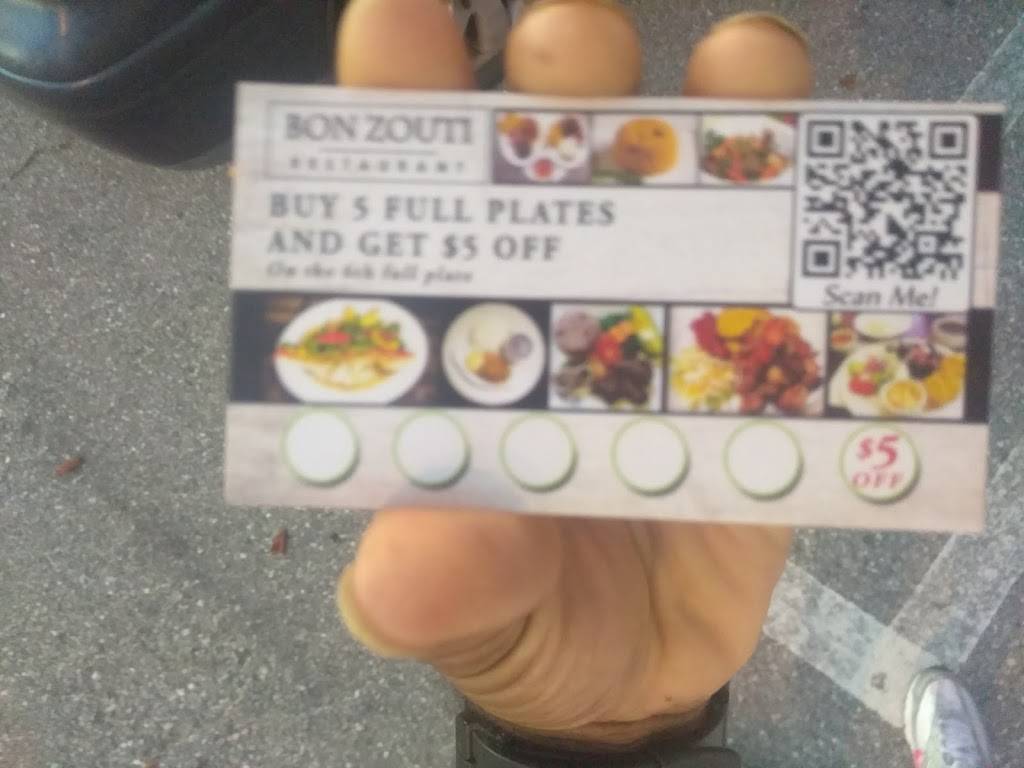 BON ZOUTI
RESTAURANT
BUY 5 FULL PLATES
AND GET $5 OFF
On the 6th full plate
Scan Me!
$5
OFF